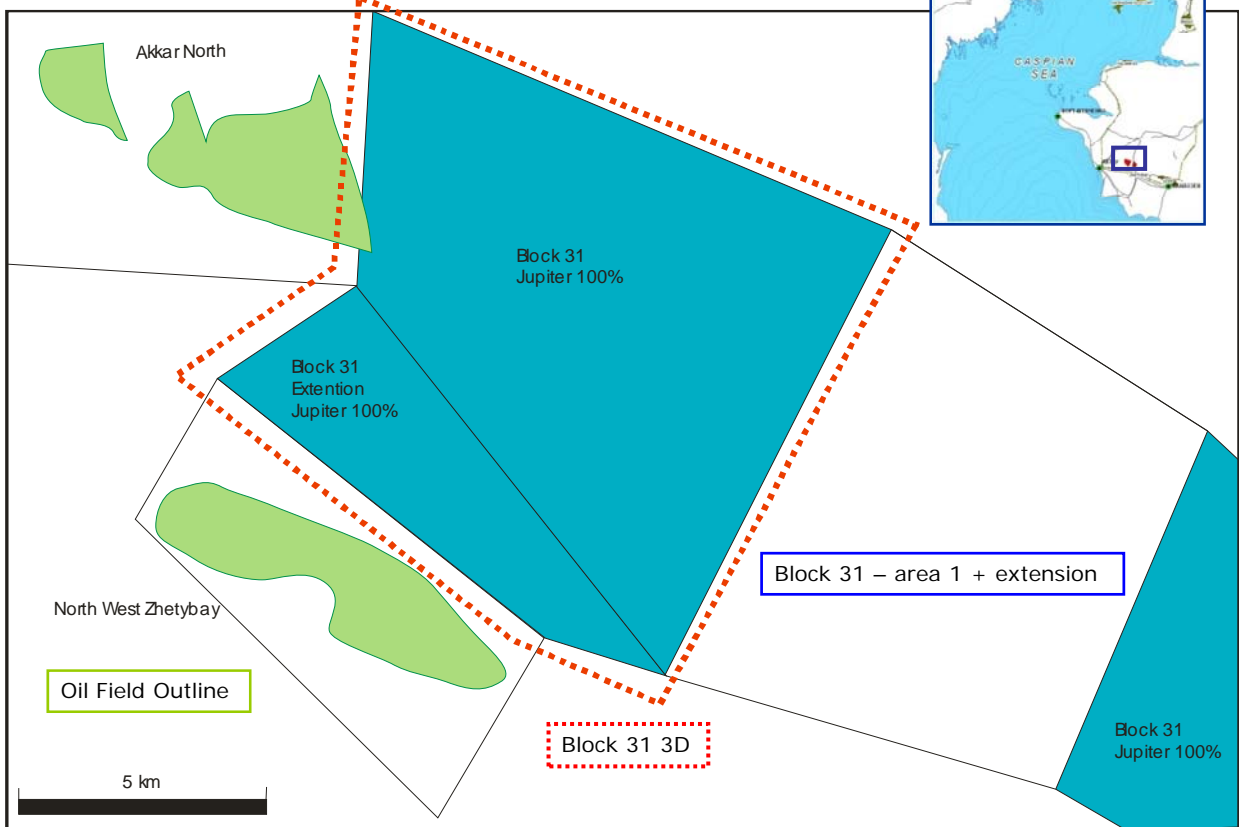 Akkar North
CASPIAN
SEA
Block 31
Jupiter 100%
Block 31
Extention
Jupiter 100%
Block 31 – area 1 + extension
North West Zhetybay
Oil Field Outline
Block 31 3D
Block 31
Jupiter 100%
5 km